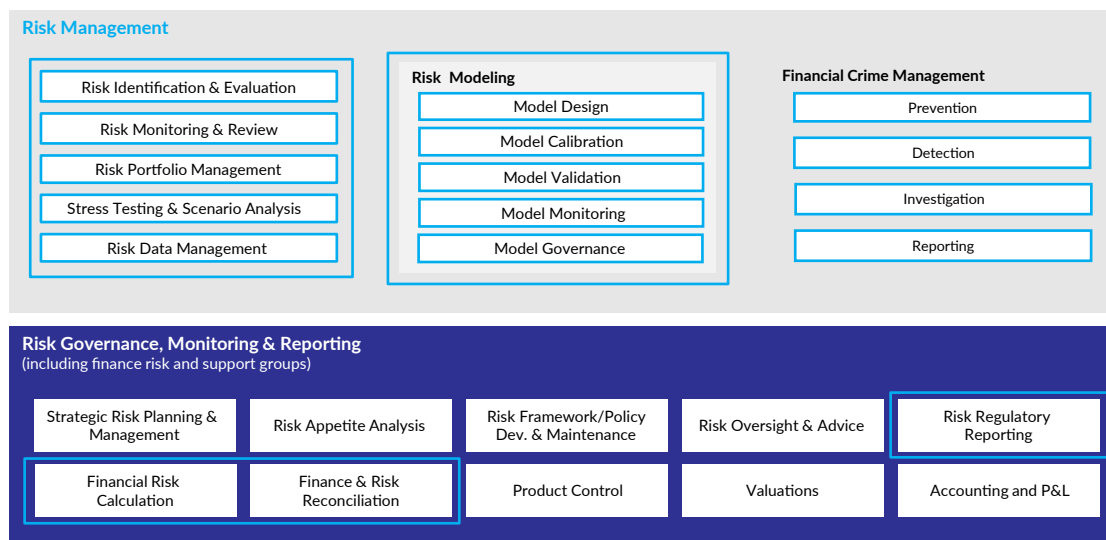 Risk Management
Risk Identification & Evaluation
Risk Monitoring & Review
Risk Portfolio Management
Stress Testing & Scenario Analysis
Risk Data Management
Risk Modeling
Model Design
Model Calibration
Model Validation
Model Monitoring
Model Governance
Financial Crime Management
Prevention
Detection
Investigation
Reporting
Risk Governance, Monitoring & Reporting
(including finance risk and support groups)
Strategic Risk Planning &
Management
Risk Appetite Analysis
Risk Framework/Policy
Dev. & Maintenance
Risk Oversight & Advice
Risk Regulatory
Reporting
Financial Risk
Calculation
Finance & Risk
Reconciliation
Product Control
Valuations
Accounting and P&L